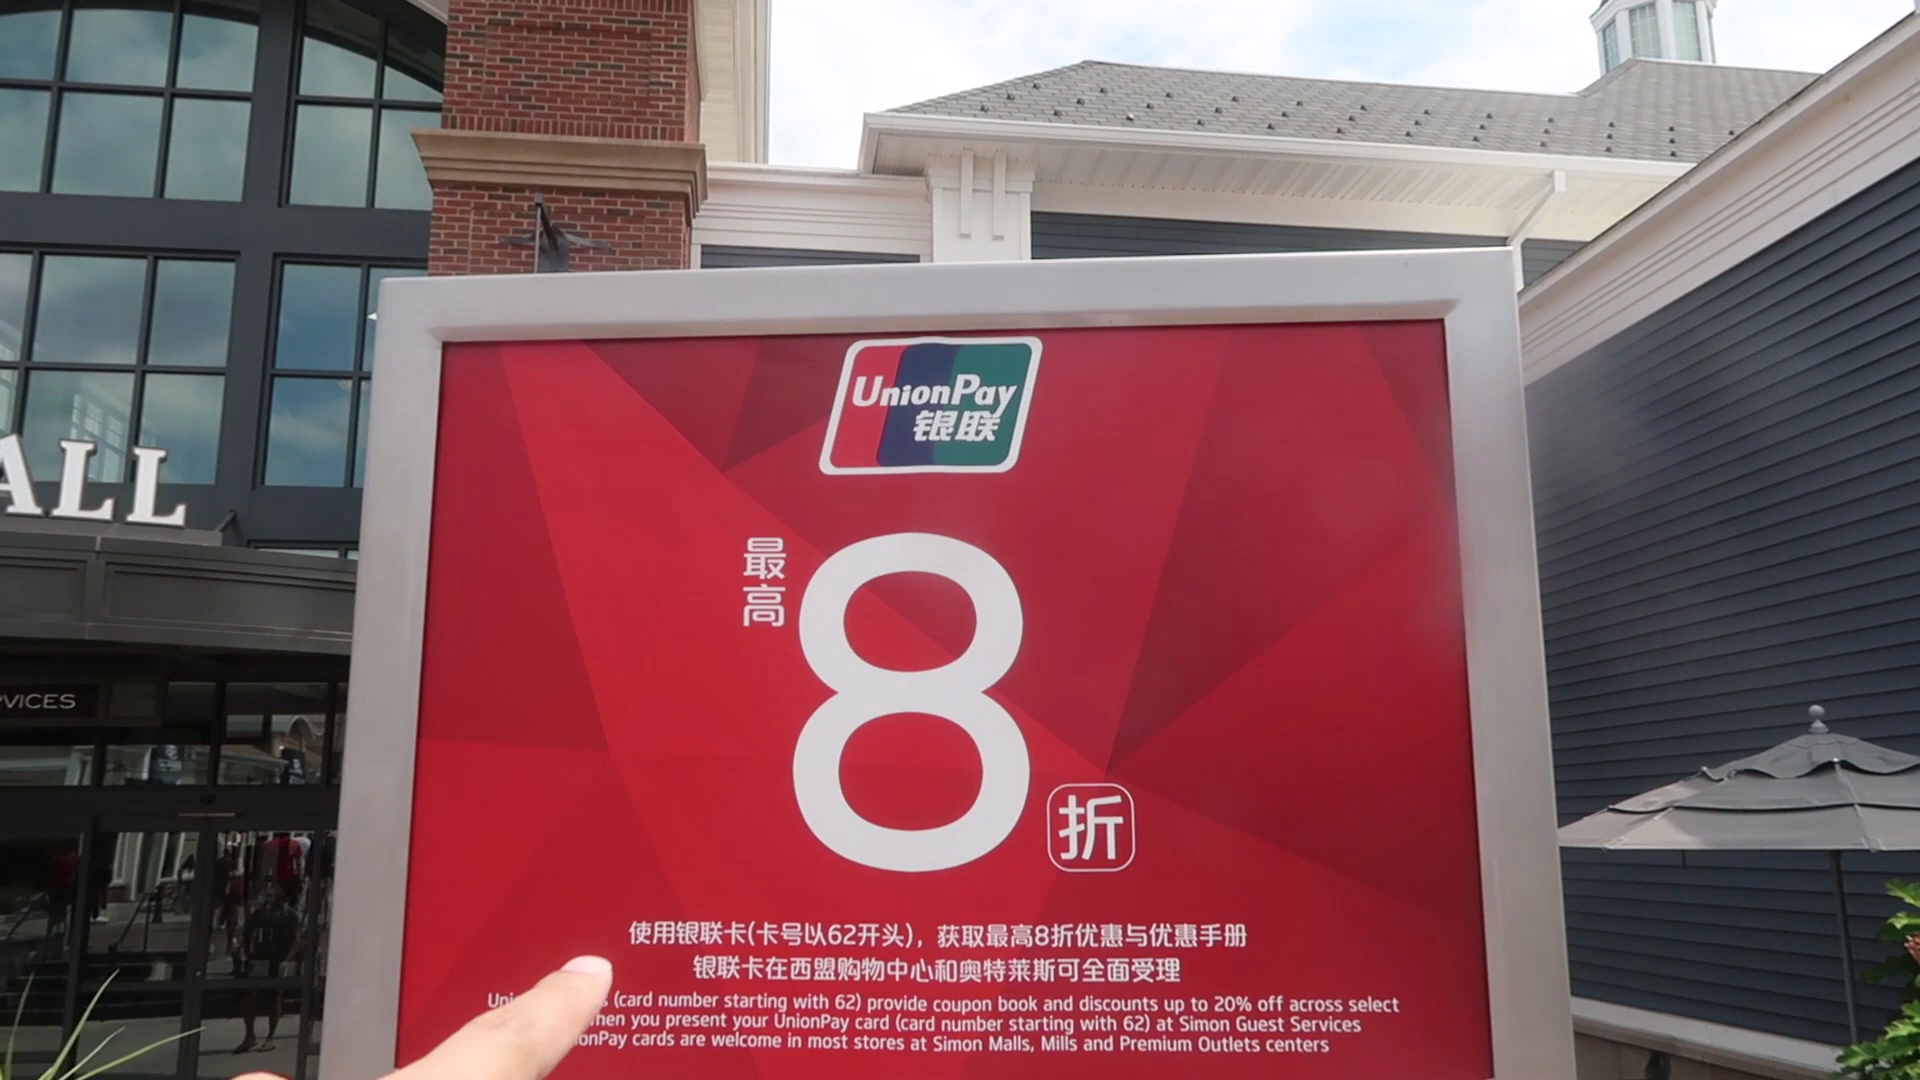 ALL
VICES
UnionPay
银联
最高
8
折
使用银联卡(卡号以62开头)，获取最高8折优惠与优惠手册
银联卡在西盟购物中心和奥特莱斯可全面受理
(card number starting with 62) provide coupon book and discounts up to 20% off across select
when you present your UnionPay card (card number starting with 62) at Simon Guest Services
UnionPay cards are welcome in most stores at Simon Malls, Mills and Premium Outlets centers